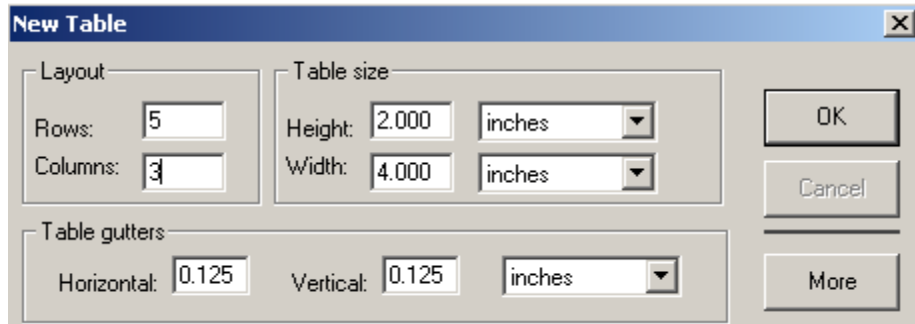 New Table
Layout
Rows: 5
Columns: 3
Table size
Height: 2.000 inches
Width: 4.000 inches
Table gutters
Horizontal: 0.125 Vertical: 0.125 inches
OK
Cancel
More